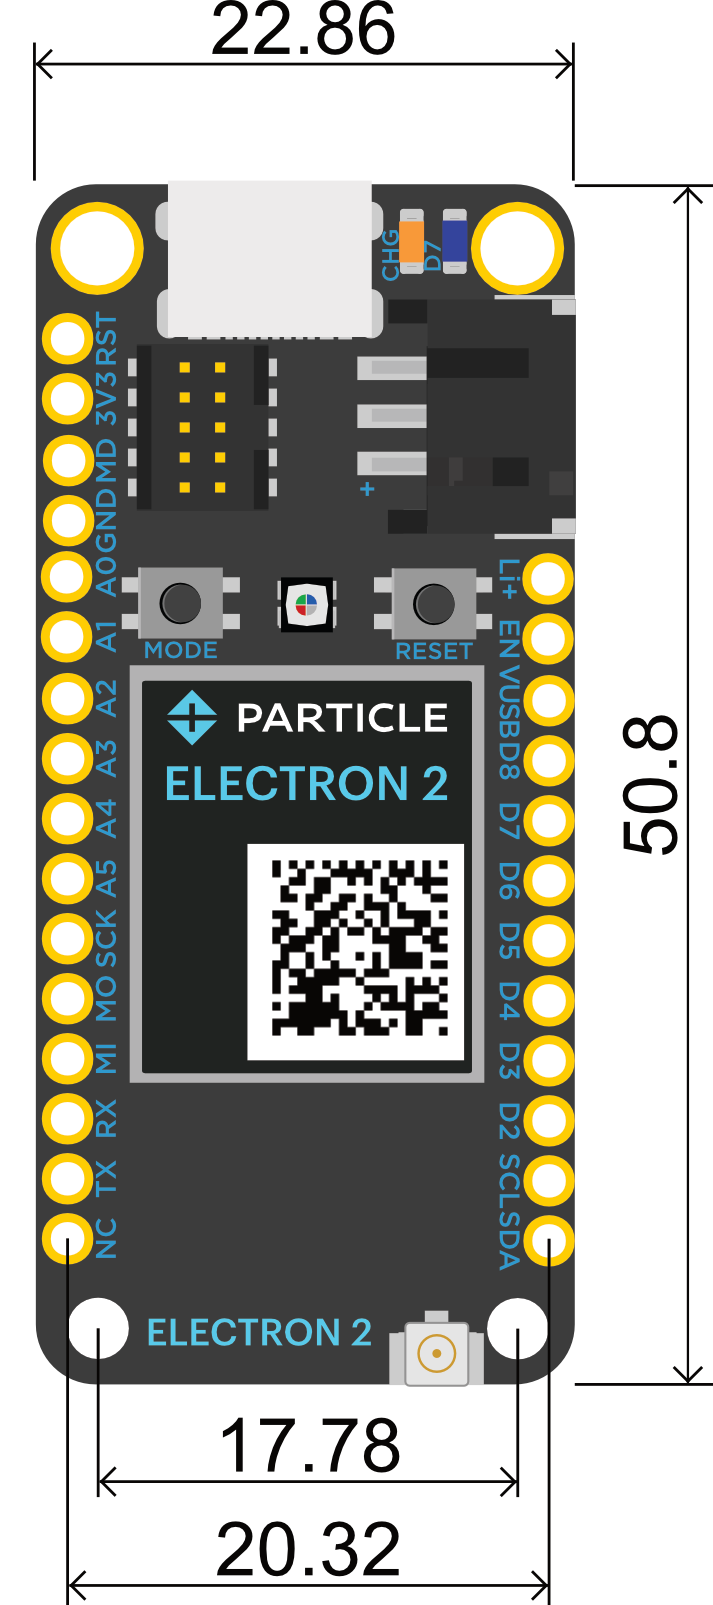 22.86
CHG
D7
RST
3V3
MD
GND
A0
A1
A2
A3
A4
A5
SCK
MO
MI
RX
TX
NC
+
MODE
RESET
Li+
EN
VUSB
D8
D7
D6
D5
D4
D3
D2
SCL
SDA
PARTICLE
ELECTRON 2
50.8
ELECTRON 2
17.78
20.32